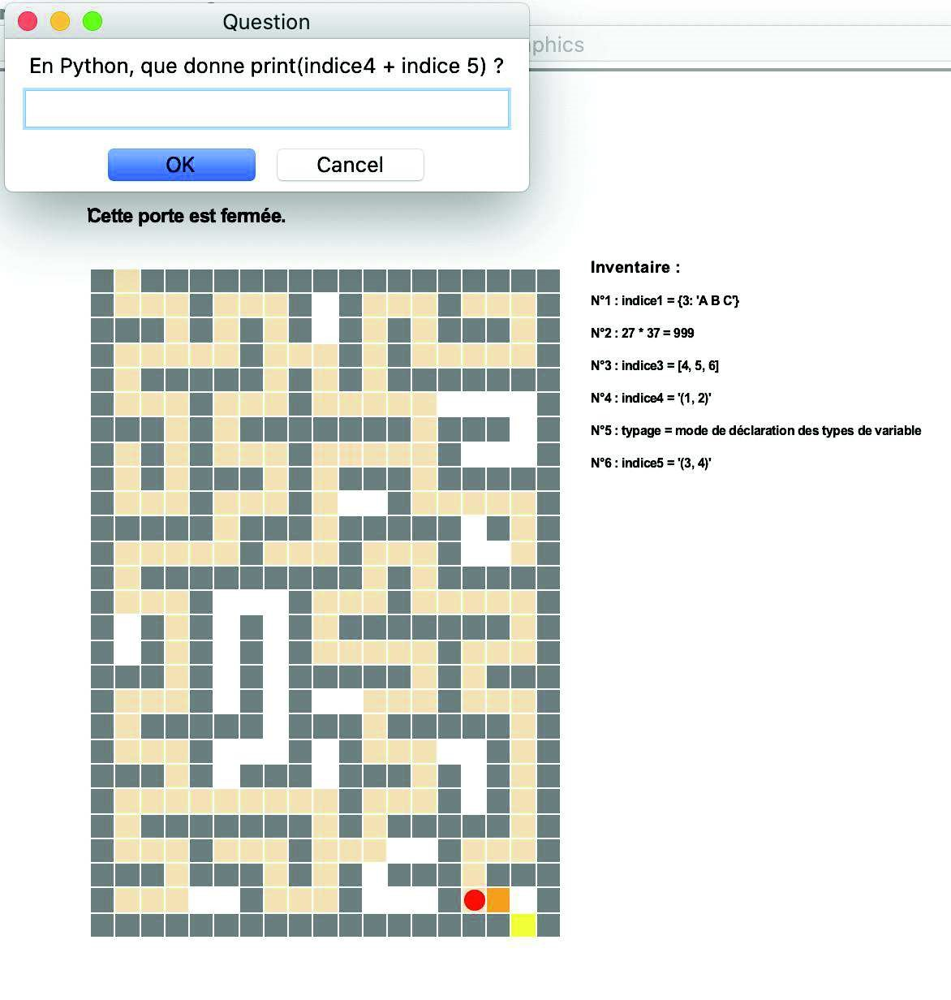 Question
phics
En Python, que donne print(indice4 + indice 5) ?
OK
Cancel
Cette porte est fermée.
Inventaire :
N°1 : indice1 = {3: 'A B C'}
N°2 : 27 * 37 = 999
N°3 : indice3 = [4, 5, 6]
N°4 : indice4 = '(1, 2)'
N°5 : typage = mode de déclaration des types de variable
N°6 : indice5 = '(3, 4)'